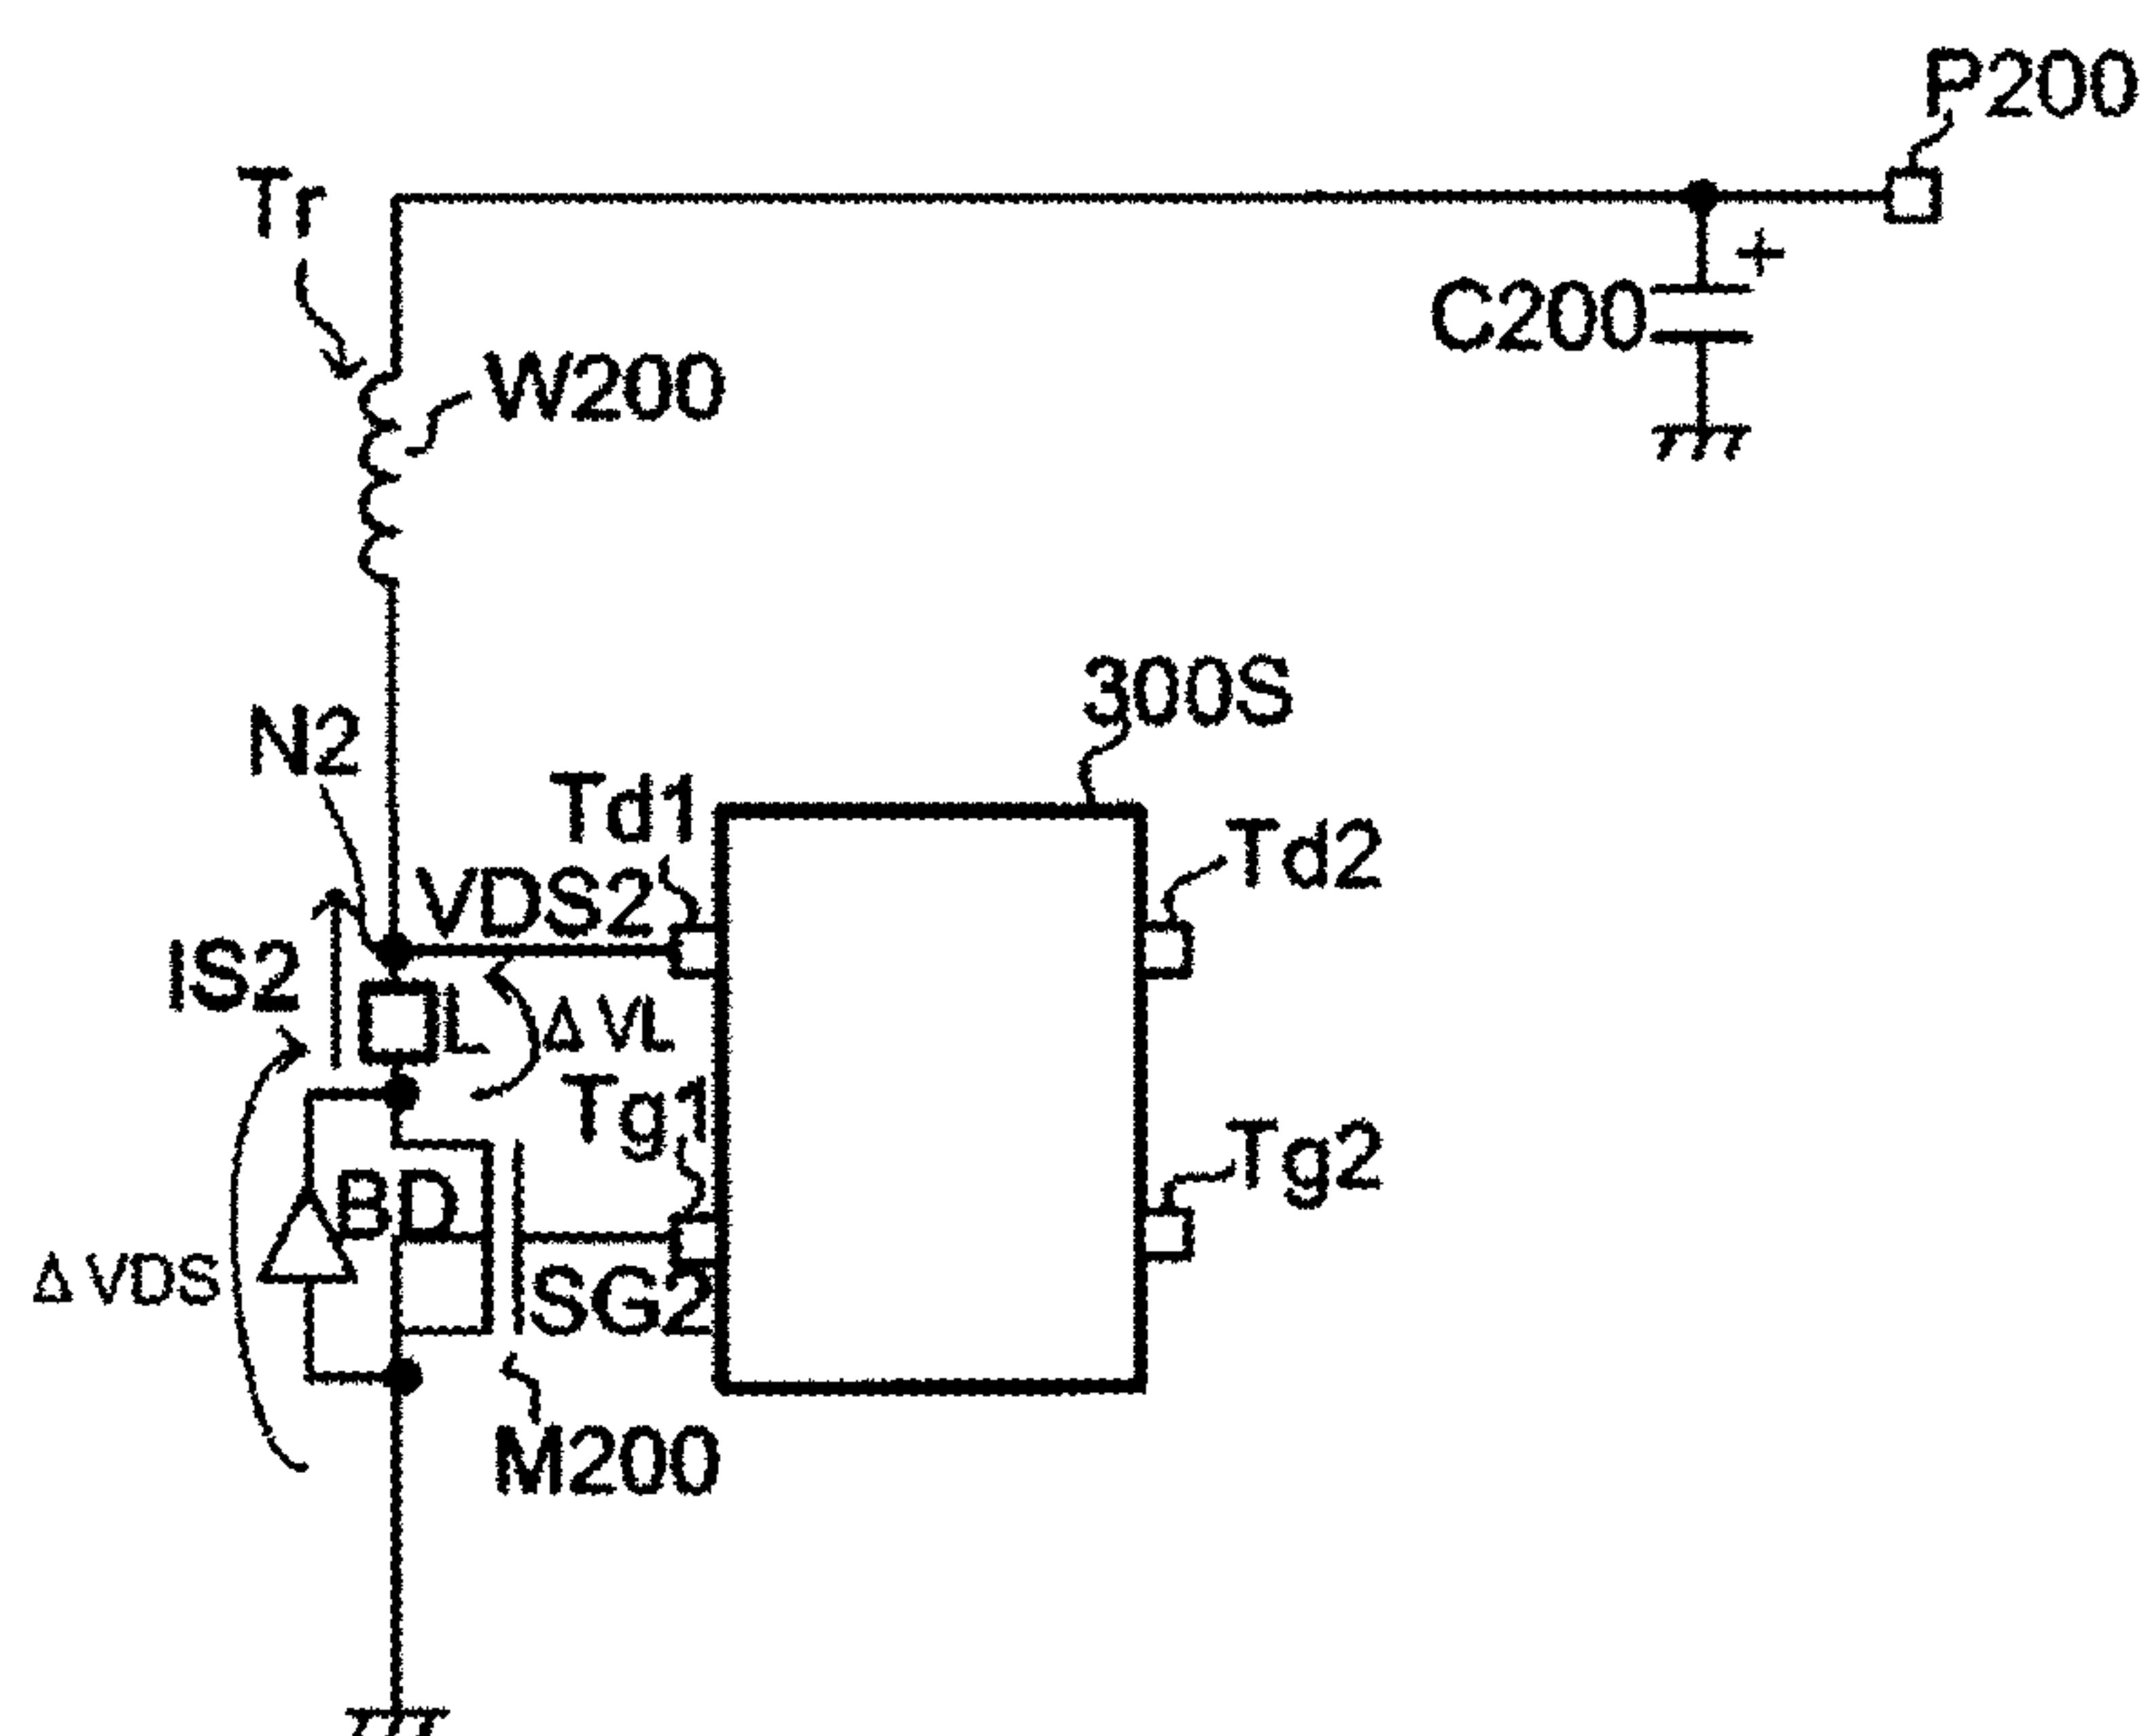 P200
Tr
+
C200
W200
300S
N2
Td1
Td2
VDS2
IS2
L
ΔVL
Tg1
Tg2
BD
ΔVDS
SG2
M200